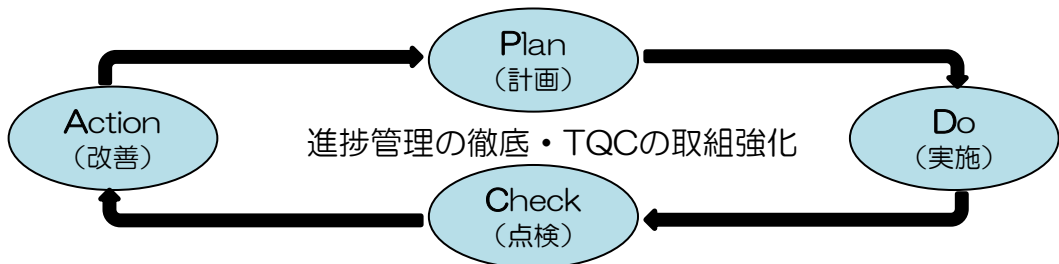 Plan
（計画）
Action
（改善）
進捗管理の徹底・TQCの取組強化
Do
（実施）
Check
（点検）